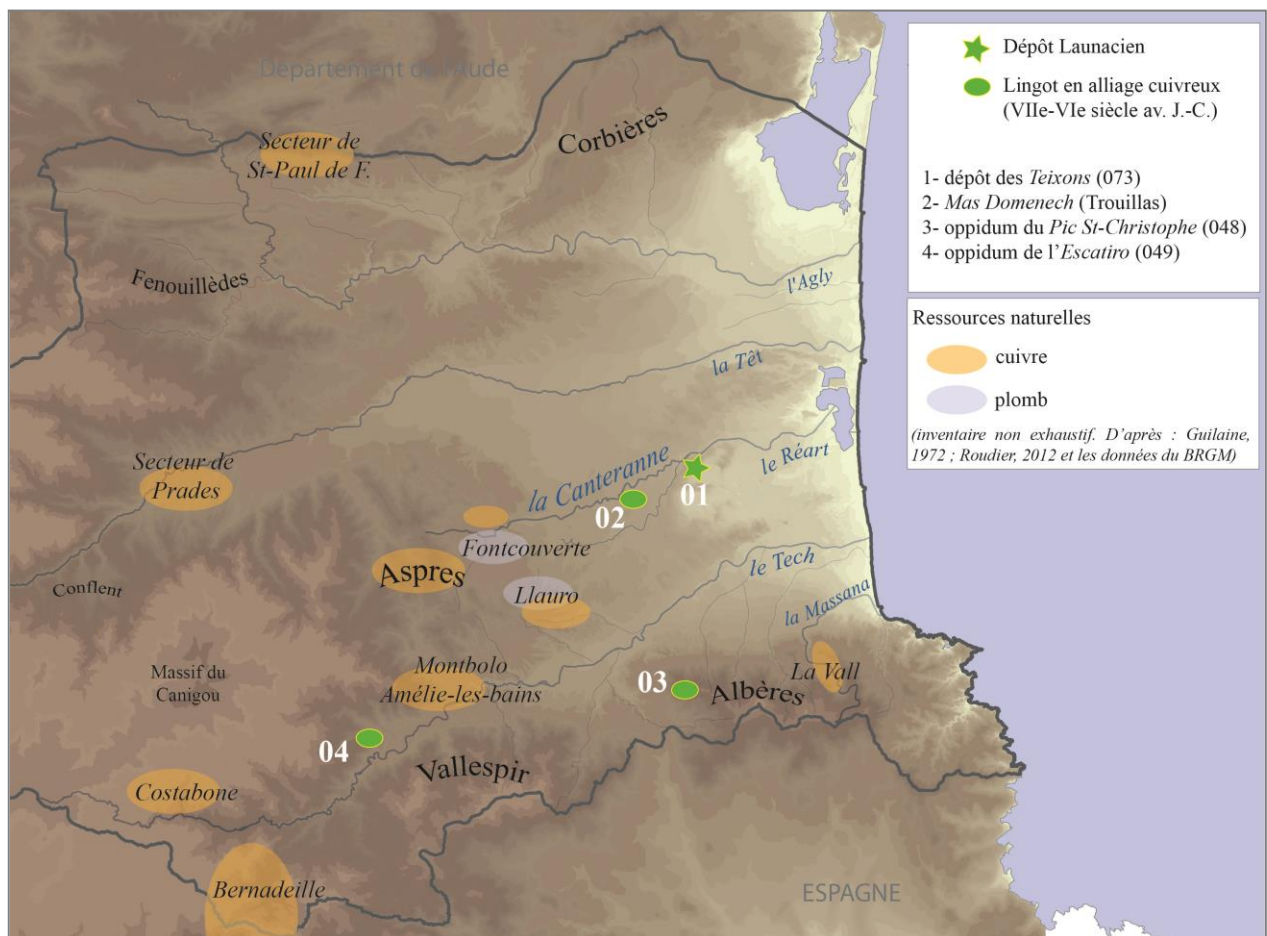 Département de l'Aude
Corbières
Secteur de
St-Paul de F.
Fenouillèdes
l'Agly
la Têt
Secteur de
Prades
la Canteranne
le Réart
01
02
Fontcouverte
Aspres
le Tech
Conflent
Llauro
la Massana
Massif du
Canigou
Montbolo
Amélie-les-bains
La Vall
03
Albères
04
Vallespir
Costabone
Bernadeille
ESPAGNE
Dépôt Launacien
Lingot en alliage cuivreux
(VIIe-VIe siècle av. J.-C.)
1- dépôt des Teixons (073)
2- Mas Domenech (Trouillas)
3- oppidum du Pic St-Christophe (048)
4- oppidum de l'Escatiro (049)
Ressources naturelles
cuivre
plomb
(inventaire non exhaustif. D'après : Guilaine,
1972 ; Roudier, 2012 et les données du BRGM)